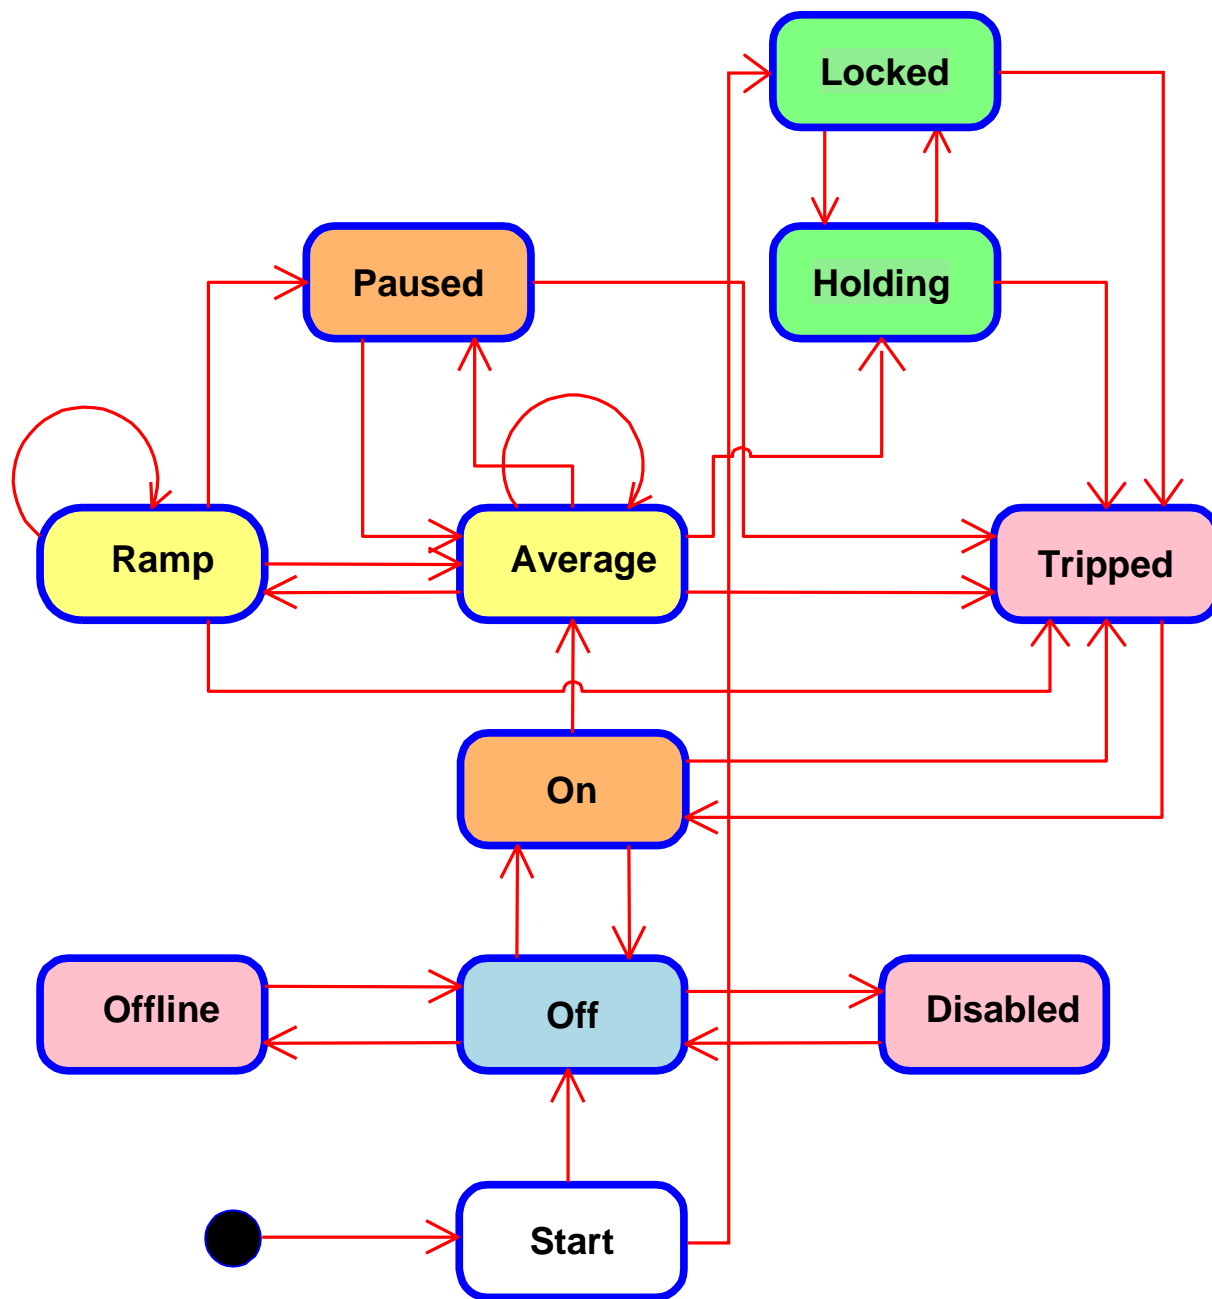 Locked
Paused
Holding
Ramp
Average
Tripped
On
Offline
Off
Disabled
Start